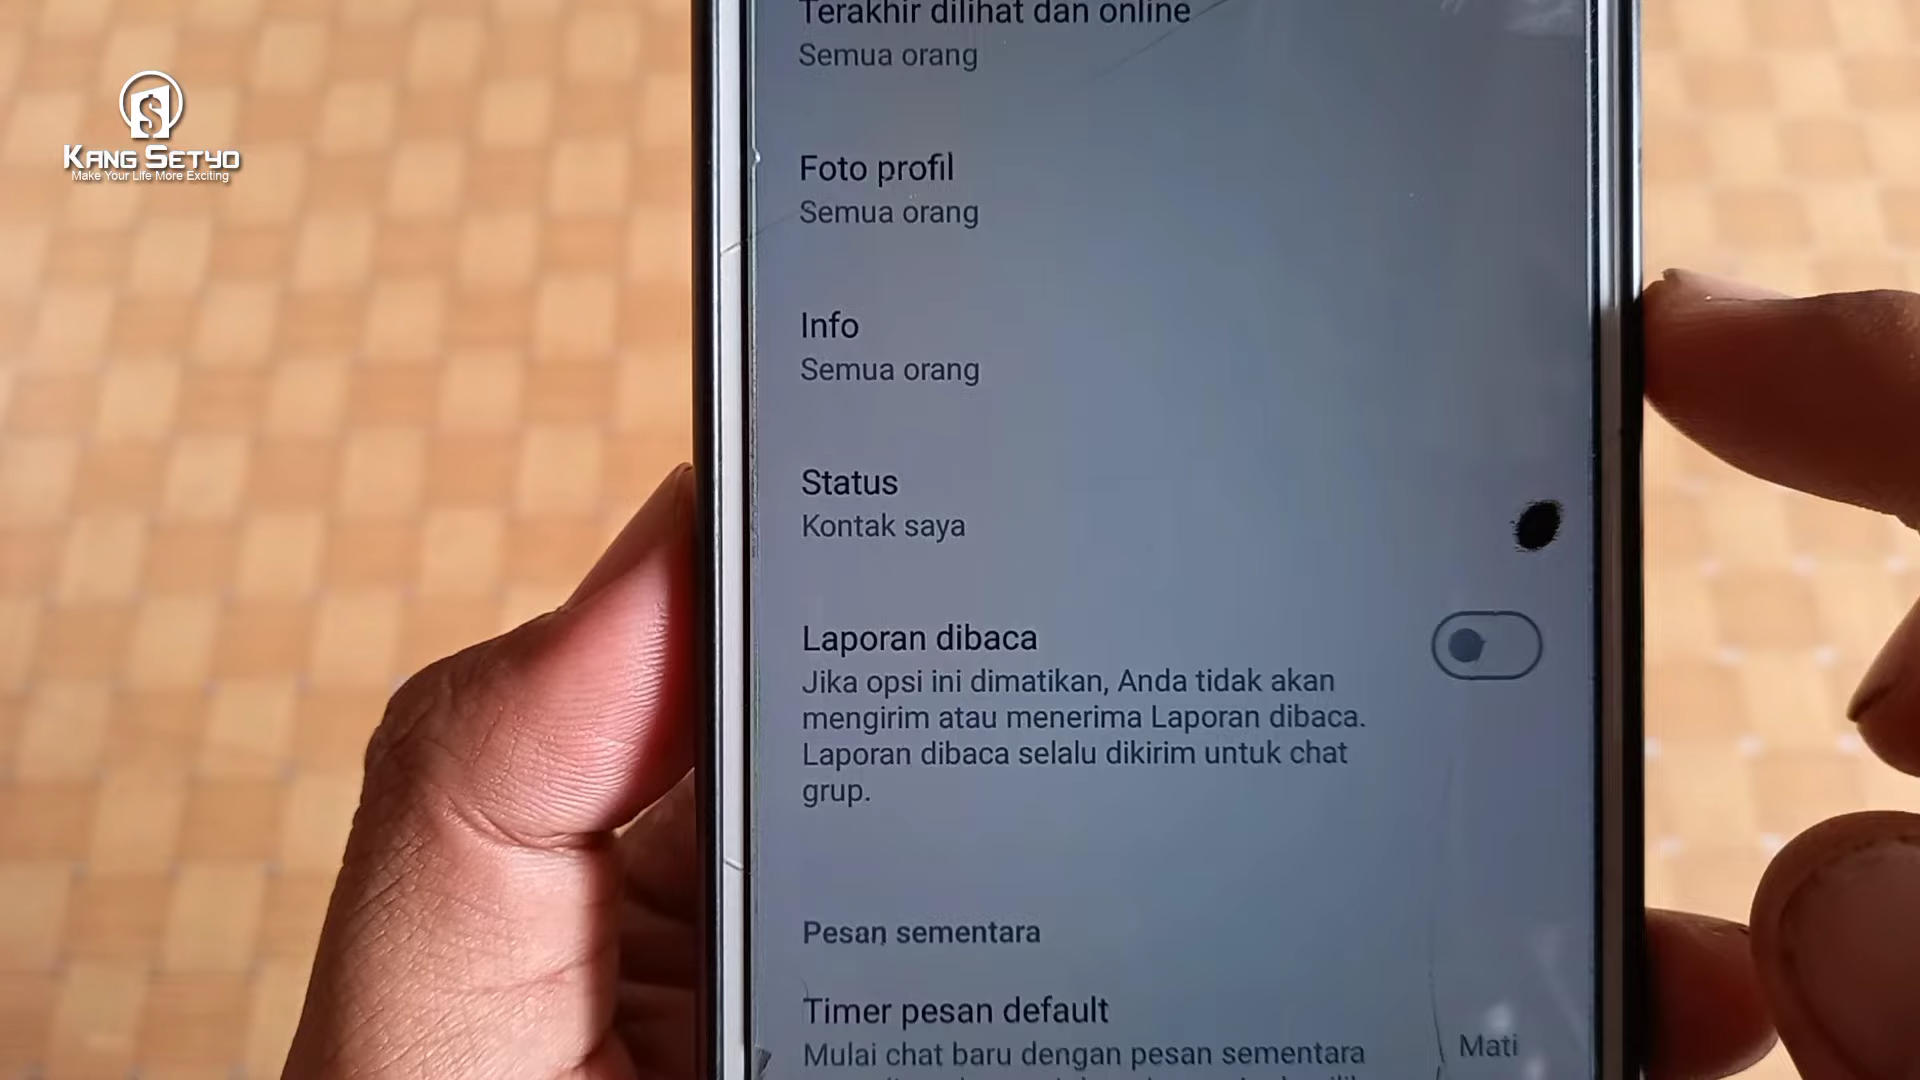 Terakhir dilihat dan online
Semua orang
KANG SETYO
Make Your Life More Exciting
Foto profil
Semua orang
Info
Semua orang
Status
Kontak saya
Laporan dibaca
Jika opsi ini dimatikan, Anda tidak akan
mengirim atau menerima Laporan dibaca.
Laporan dibaca selalu dikirim untuk chat
grup.
Pesan sementara
Timer pesan default
Mulai chat baru dengan pesan sementara
Mati